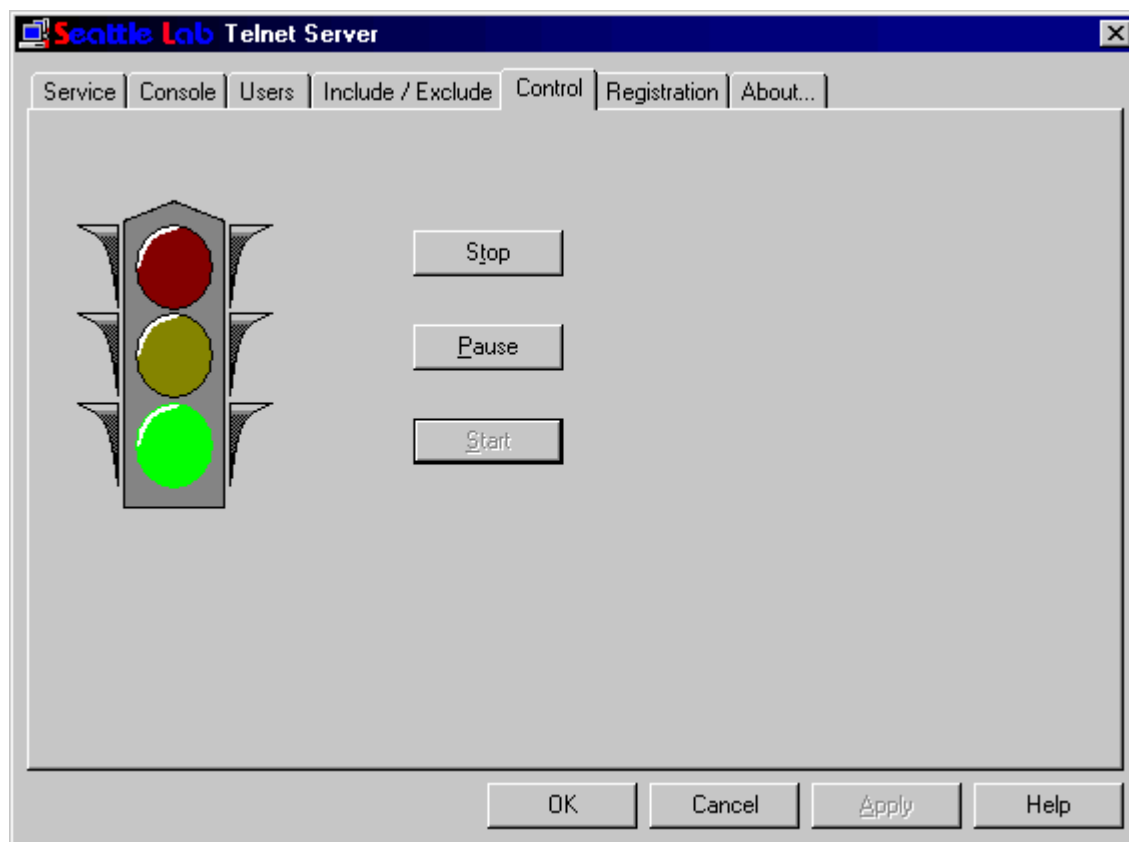 Seattle Lab Telnet Server
Service Console Users Include / Exclude Control Registration About...
Stop
Pause
Start
OK Cancel Apply Help